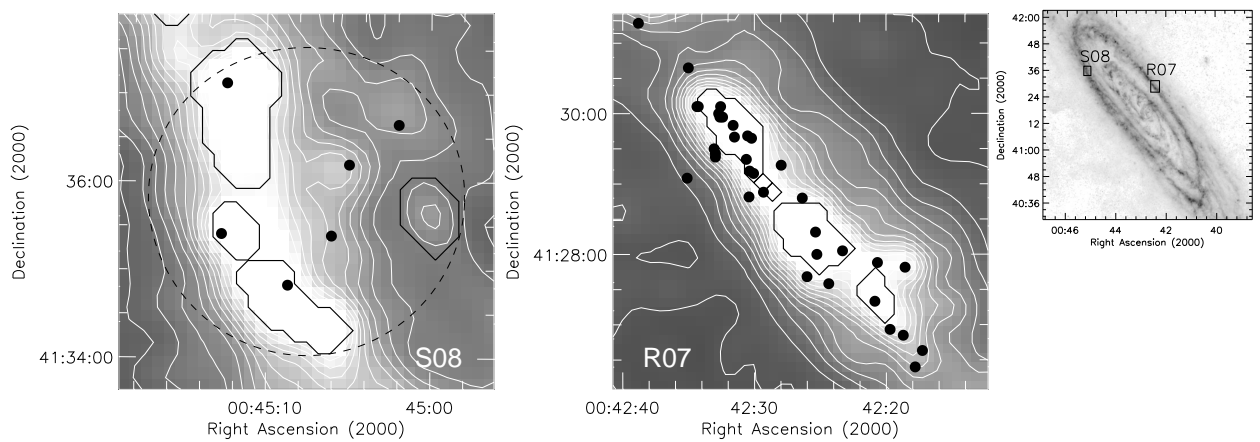 Declination (2000)
36:00
41:34:00
S08
00:45:10
45:00
Right Ascension (2000)
Declination (2000)
30:00
41:28:00
R07
00:42:40
42:30
42:20
Right Ascension (2000)
Declination (2000)
42:00
48
36
24
12
41:00
48
40:36
S08
R07
00:46
44
42
40
Right Ascension (2000)